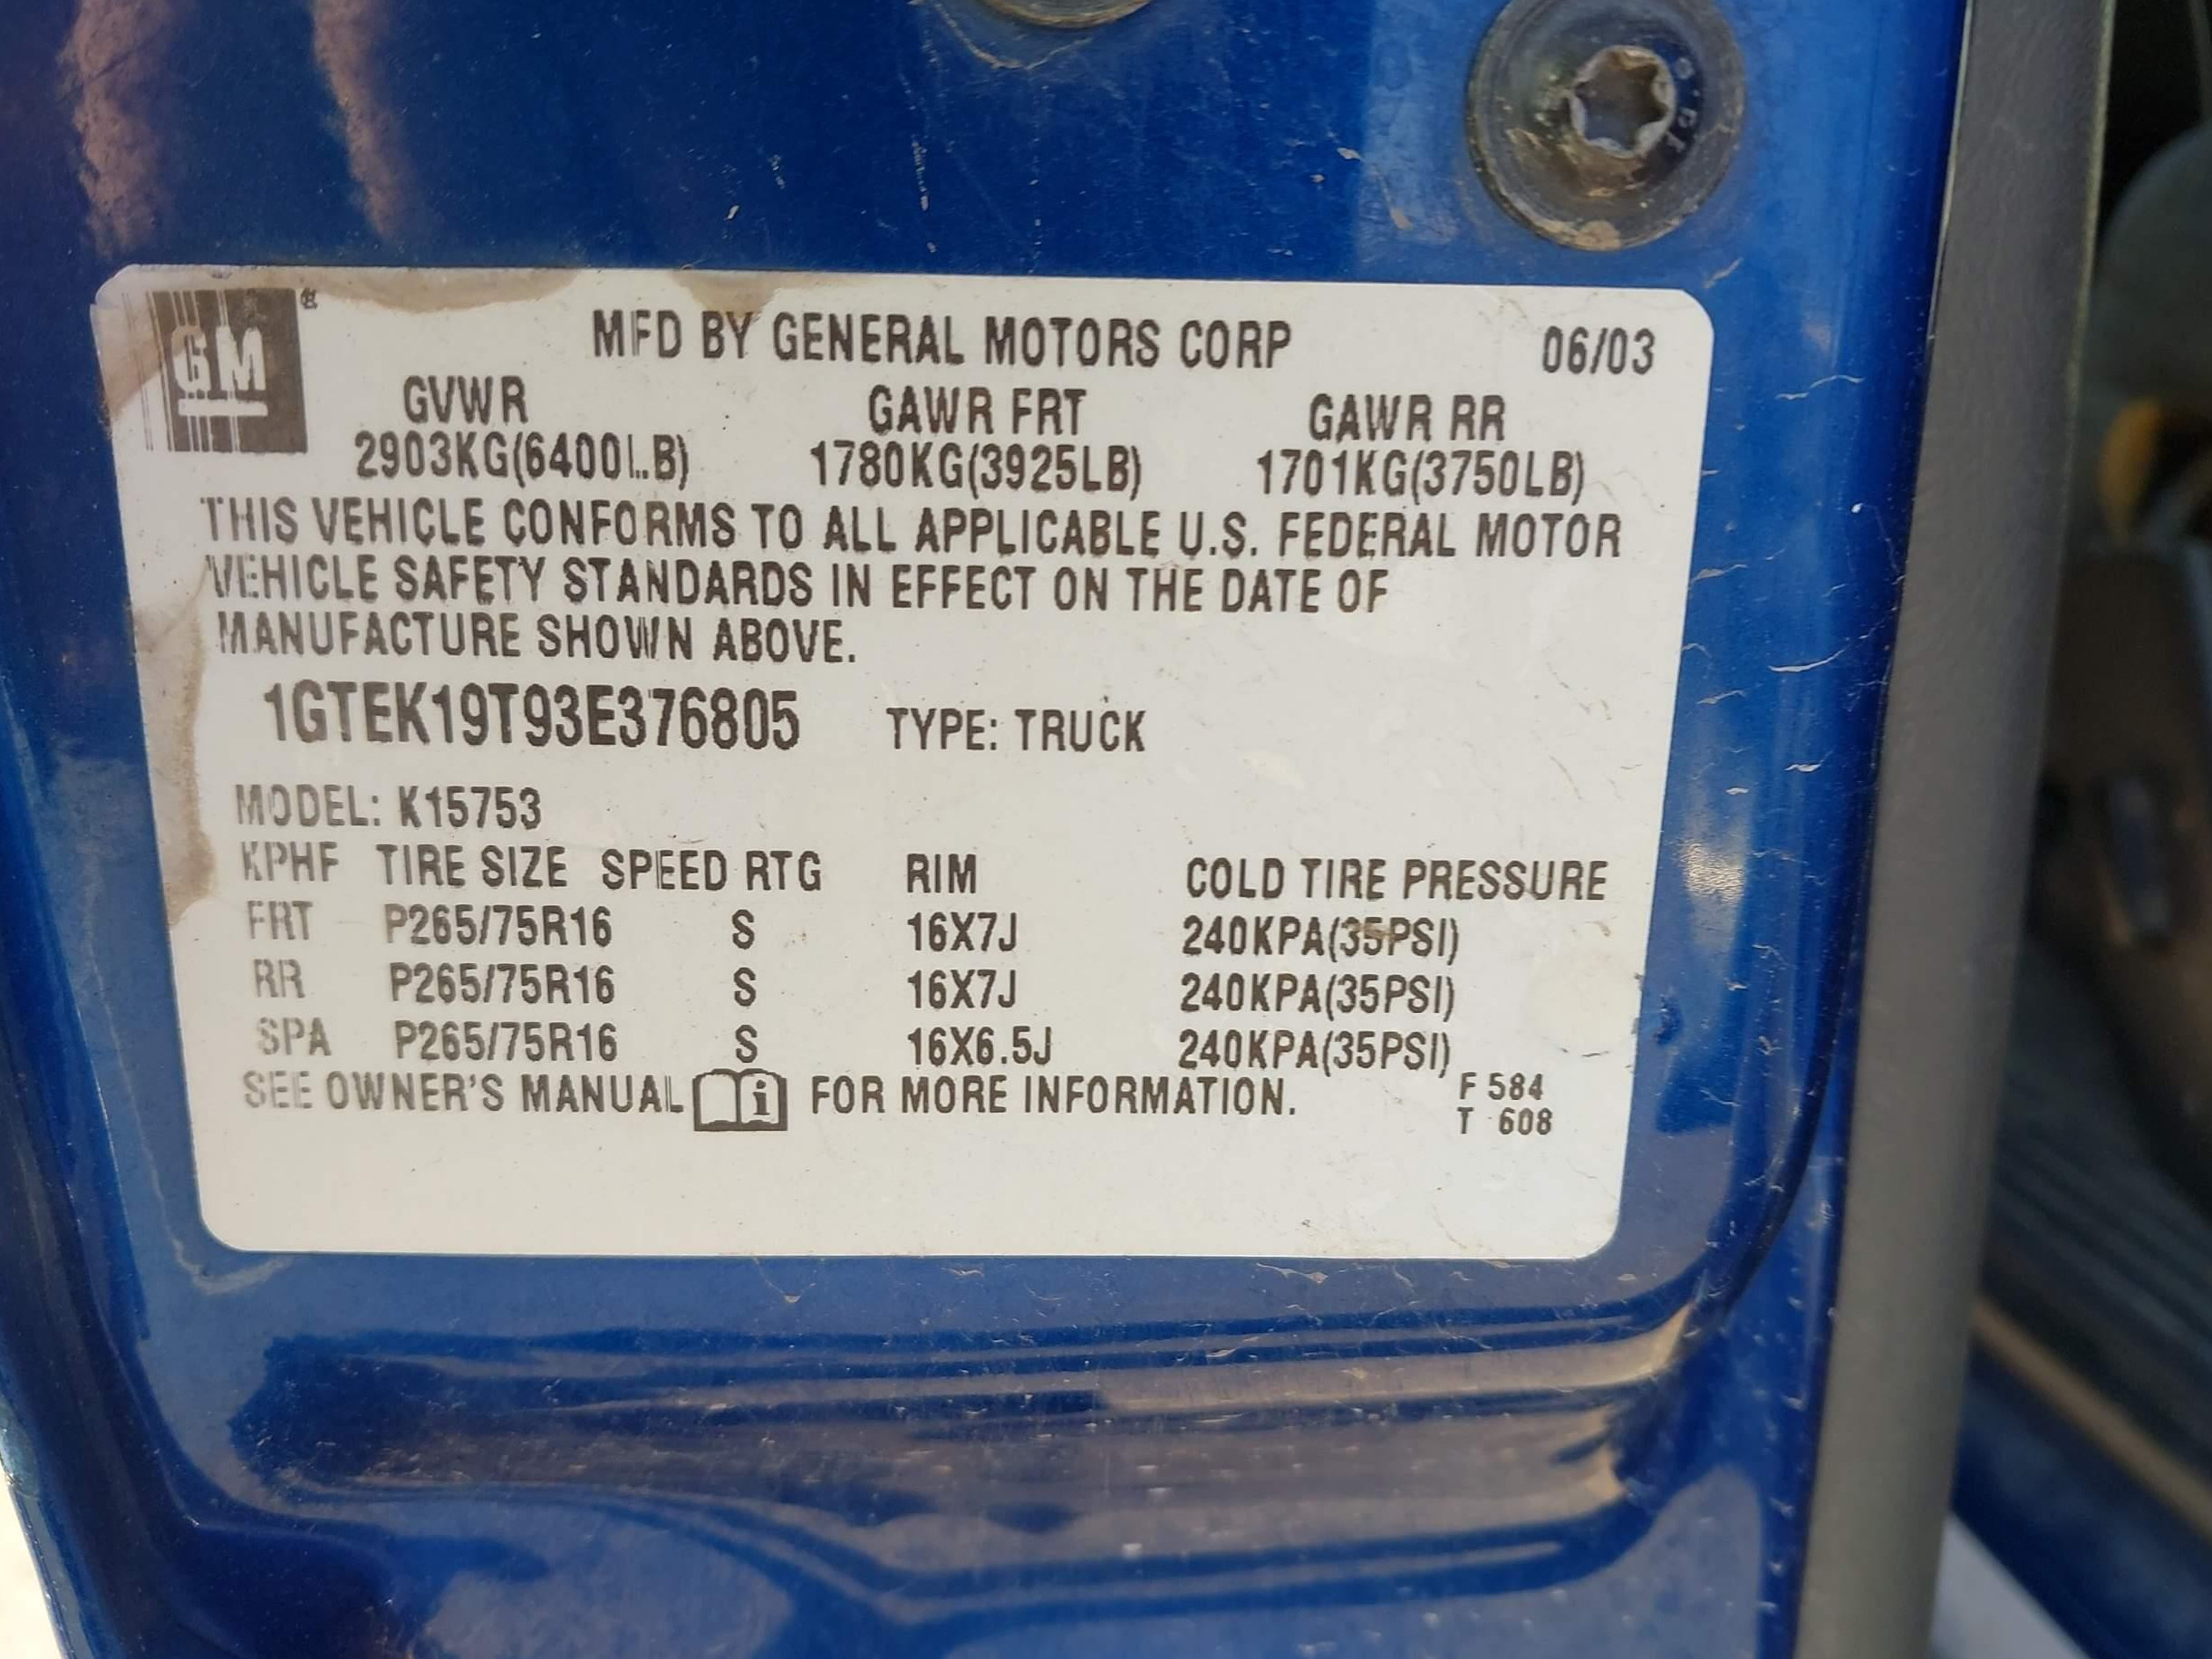 GM ®
MFD BY GENERAL MOTORS CORP 06/03
GVWR GAWR FRT GAWR RR
2903KG(6400LB) 1780KG(3925LB) 1701KG(3750LB)
THIS VEHICLE CONFORMS TO ALL APPLICABLE U.S. FEDERAL MOTOR
VEHICLE SAFETY STANDARDS IN EFFECT ON THE DATE OF
MANUFACTURE SHOWN ABOVE.
1GTEK19T93E376805 TYPE: TRUCK
MODEL: K15753
KPHF TIRE SIZE SPEED RTG RIM COLD TIRE PRESSURE
FRT P265/75R16 S 16X7J 240KPA(35PSI)
RR P265/75R16 S 16X7J 240KPA(35PSI)
SPA P265/75R16 S 16X6.5J 240KPA(35PSI)
SEE OWNER'S MANUAL i FOR MORE INFORMATION. F 584
T 608